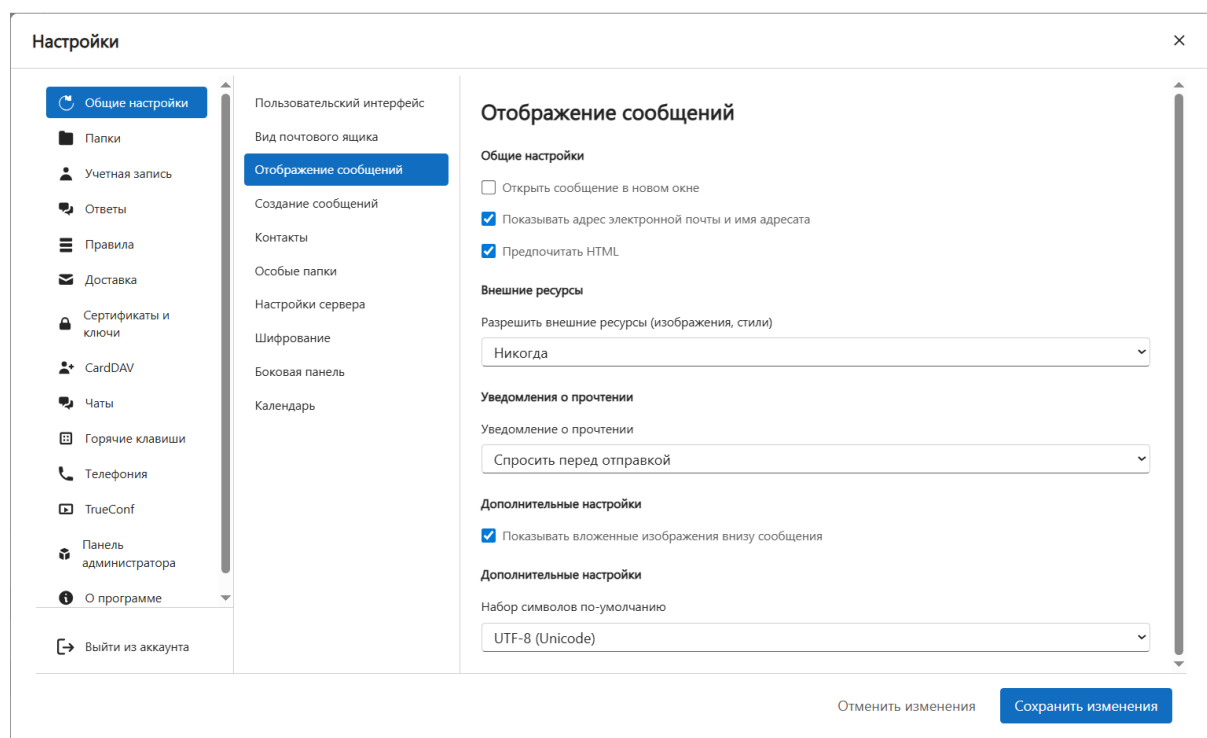 Настройки
Общие настройки
Папки
Учетная запись
Ответы
Правила
Доставка
Сертификаты и
ключи
CardDAV
Чаты
Горячие клавиши
Телефония
TrueConf
Панель
администратора
О программе
Выйти из аккаунта
Пользовательский интерфейс
Вид почтового ящика
Отображение сообщений
Создание сообщений
Контакты
Особые папки
Настройки сервера
Шифрование
Боковая панель
Календарь
Отображение сообщений
Общие настройки
Открыть сообщение в новом окне
Показывать адрес электронной почты и имя адресата
Предпочитать HTML
Внешние ресурсы
Разрешить внешние ресурсы (изображения, стили)
Никогда
Уведомления о прочтении
Уведомление о прочтении
Спросить перед отправкой
Дополнительные настройки
Показывать вложенные изображения внизу сообщения
Дополнительные настройки
Набор символов по-умолчанию
UTF-8 (Unicode)
Отменить изменения
Сохранить изменения